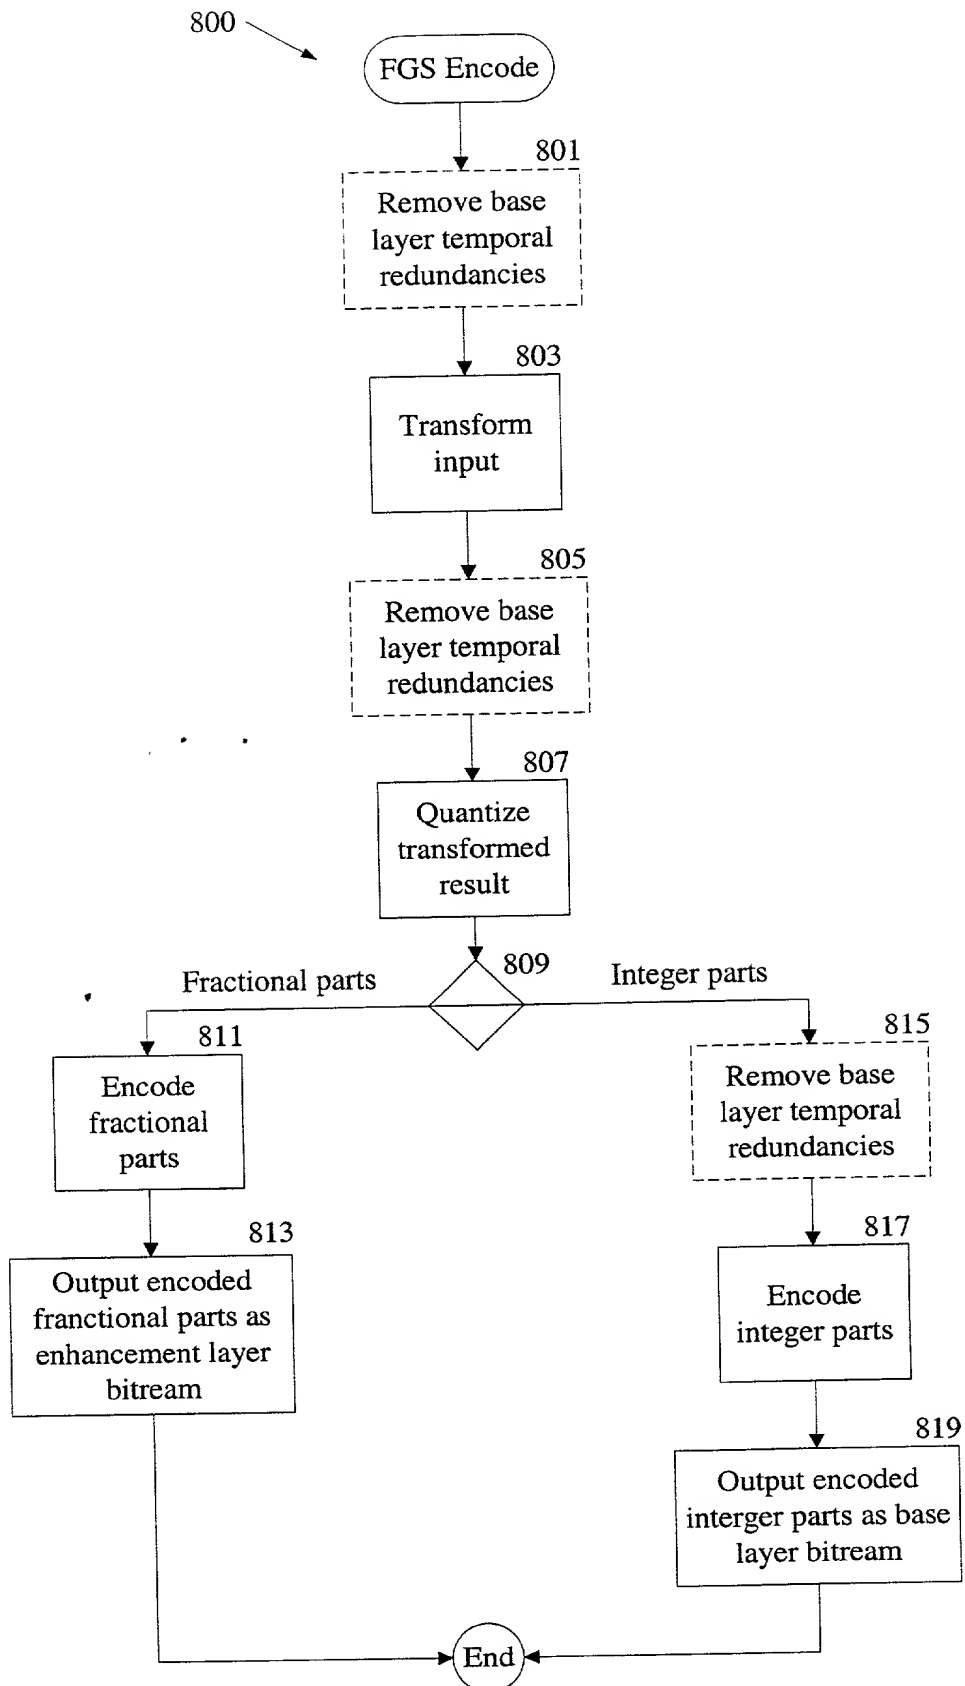 800
FGS Encode
801
Remove base
layer temporal
redundancies
803
Transform
input
805
Remove base
layer temporal
redundancies
807
Quantize
transformed
result
809
Fractional parts
Integer parts
811
Encode
fractional
parts
815
Remove base
layer temporal
redundancies
813
Output encoded
franctional parts as
enhancement layer
bitream
817
Encode
integer parts
819
Output encoded
interger parts as base
layer bitream
End